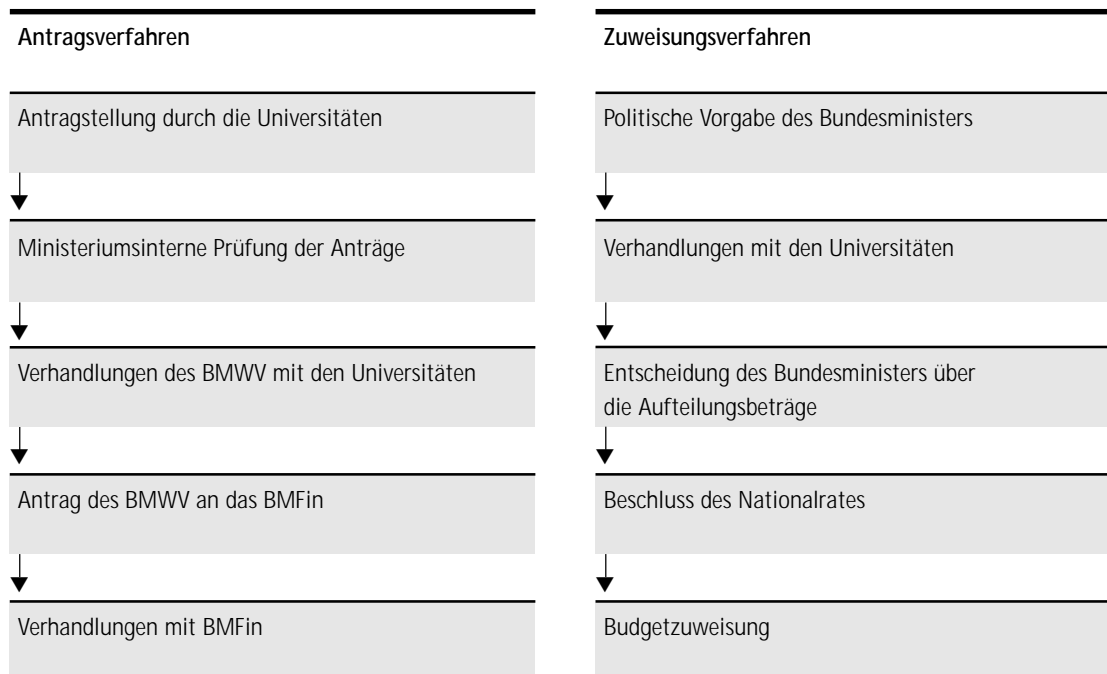 Antragsverfahren
Antragstellung durch die Universitäten
Ministeriumsinterne Prüfung der Anträge
Verhandlungen des BMWV mit den Universitäten
Antrag des BMWV an das BMFin
Verhandlungen mit BMFin
Zuweisungsverfahren
Politische Vorgabe des Bundesministers
Verhandlungen mit den Universitäten
Entscheidung des Bundesministers über
die Aufteilungsbeträge
Beschluss des Nationalrates
Budgetzuweisung